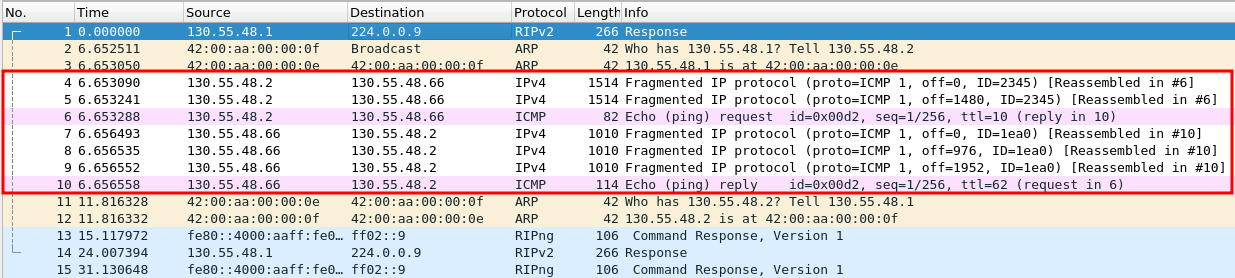 No. Time Source Destination Protocol Length Info
1 0.000000 130.55.48.1 224.0.0.9 RIPv2 266 Response
2 6.652511 42:00:aa:00:00:0f Broadcast ARP 42 Who has 130.55.48.1? Tell 130.55.48.2
3 6.653050 42:00:aa:00:00:0e 42:00:aa:00:00:0f ARP 42 130.55.48.1 is at 42:00:aa:00:00:0e
4 6.653090 130.55.48.2 130.55.48.66 IPv4 1514 Fragmented IP protocol (proto=ICMP 1, off=0, ID=2345) [Reassembled in #6]
5 6.653241 130.55.48.2 130.55.48.66 IPv4 1514 Fragmented IP protocol (proto=ICMP 1, off=1480, ID=2345) [Reassembled in #6]
6 6.653288 130.55.48.2 130.55.48.66 ICMP 82 Echo (ping) request id=0x00d2, seq=1/256, ttl=10 (reply in 10)
7 6.656493 130.55.48.66 130.55.48.2 IPv4 1010 Fragmented IP protocol (proto=ICMP 1, off=0, ID=1ea0) [Reassembled in #10]
8 6.656535 130.55.48.66 130.55.48.2 IPv4 1010 Fragmented IP protocol (proto=ICMP 1, off=976, ID=1ea0) [Reassembled in #10]
9 6.656552 130.55.48.66 130.55.48.2 IPv4 1010 Fragmented IP protocol (proto=ICMP 1, off=1952, ID=1ea0) [Reassembled in #10]
10 6.656558 130.55.48.66 130.55.48.2 ICMP 114 Echo (ping) reply id=0x00d2, seq=1/256, ttl=62 (request in 6)
11 11.816328 42:00:aa:00:00:0e 42:00:aa:00:00:0f ARP 42 Who has 130.55.48.2? Tell 130.55.48.1
12 11.816332 42:00:aa:00:00:0f 42:00:aa:00:00:0e ARP 42 130.55.48.2 is at 42:00:aa:00:00:0f
13 15.117972 fe80::4000:aaff:fe0… ff02::9 RIPng 106 Command Response, Version 1
14 24.007394 130.55.48.1 224.0.0.9 RIPv2 266 Response
15 31.130648 fe80::4000:aaff:fe0… ff02::9 RIPng 106 Command Response, Version 1